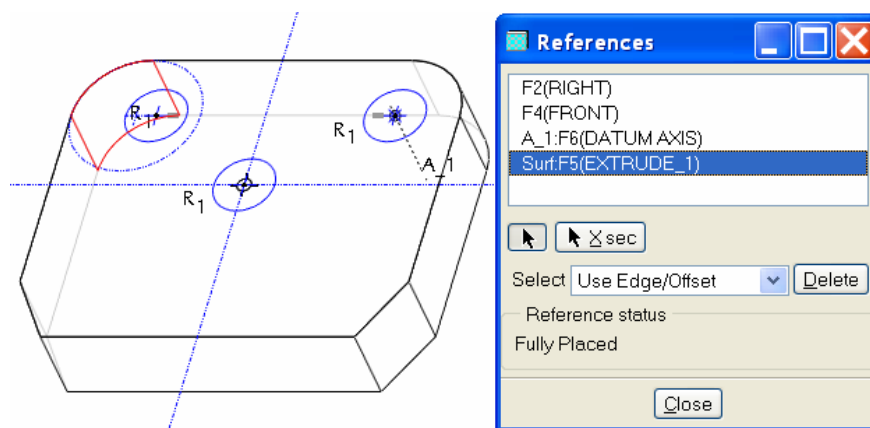 References
F2(RIGHT)
F4(FRONT)
A_1:F6(DATUM AXIS)
Surf:F5(EXTRUDE_1)
X sec
Select Use Edge/Offset Delete
Reference status
Fully Placed
Close
R1
R1
A_1
R1